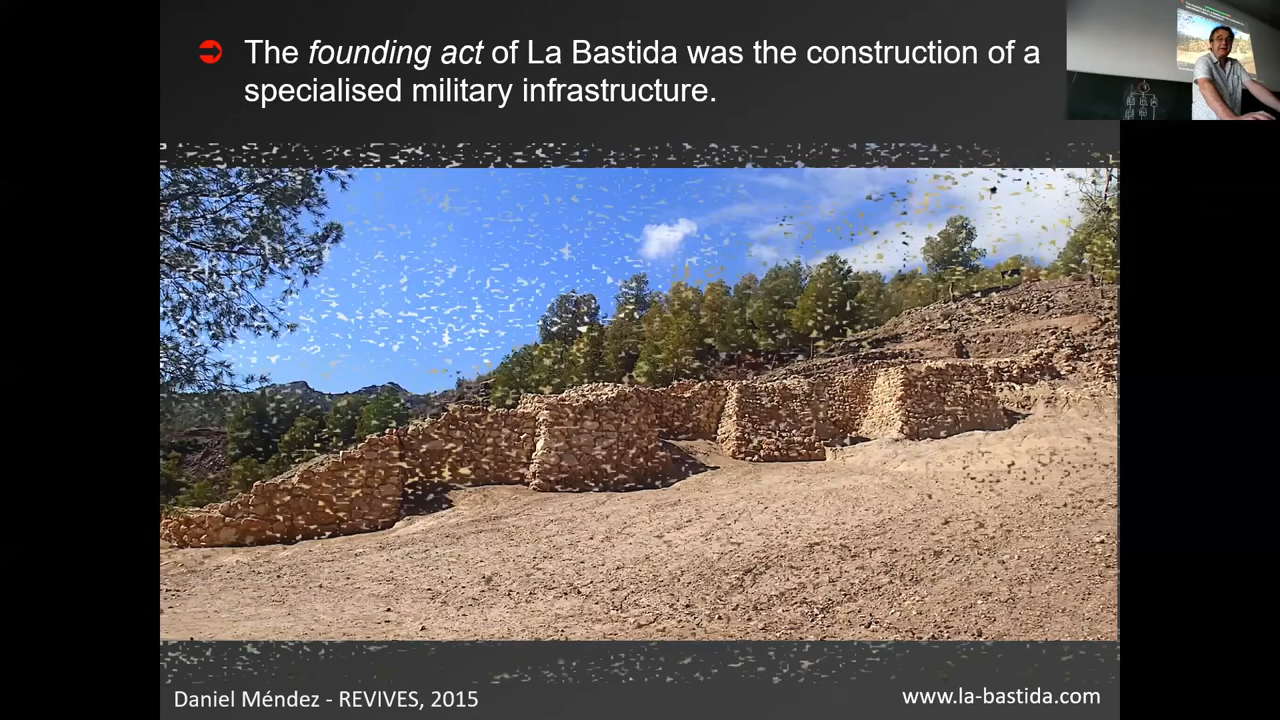 The founding act of La Bastida was the construction of a
specialised military infrastructure.
Daniel Méndez - REVIVES, 2015
www.la-bastida.com